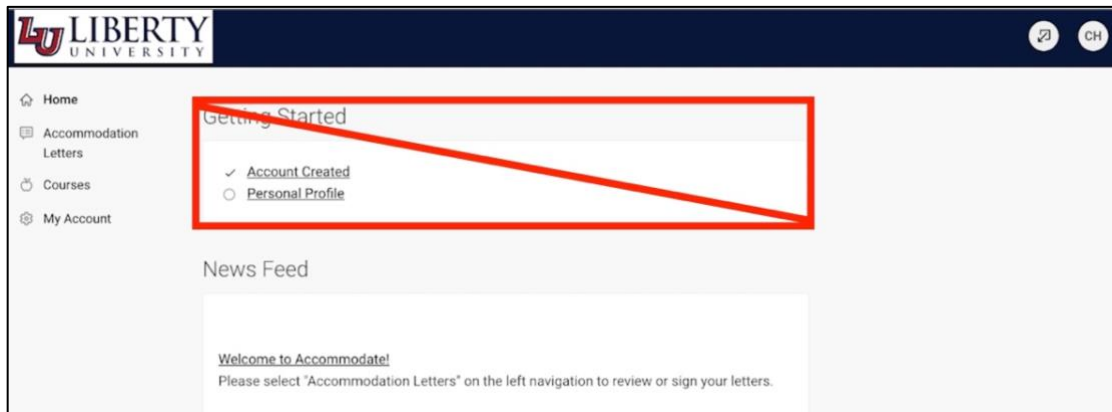 LU LIBERTY
UNIVERSITY
CH
Home
Accommodation
Letters
Courses
My Account
Getting Started
Account Created
Personal Profile
News Feed
Welcome to Accommodate!
Please select "Accommodation Letters" on the left navigation to review or sign your letters.